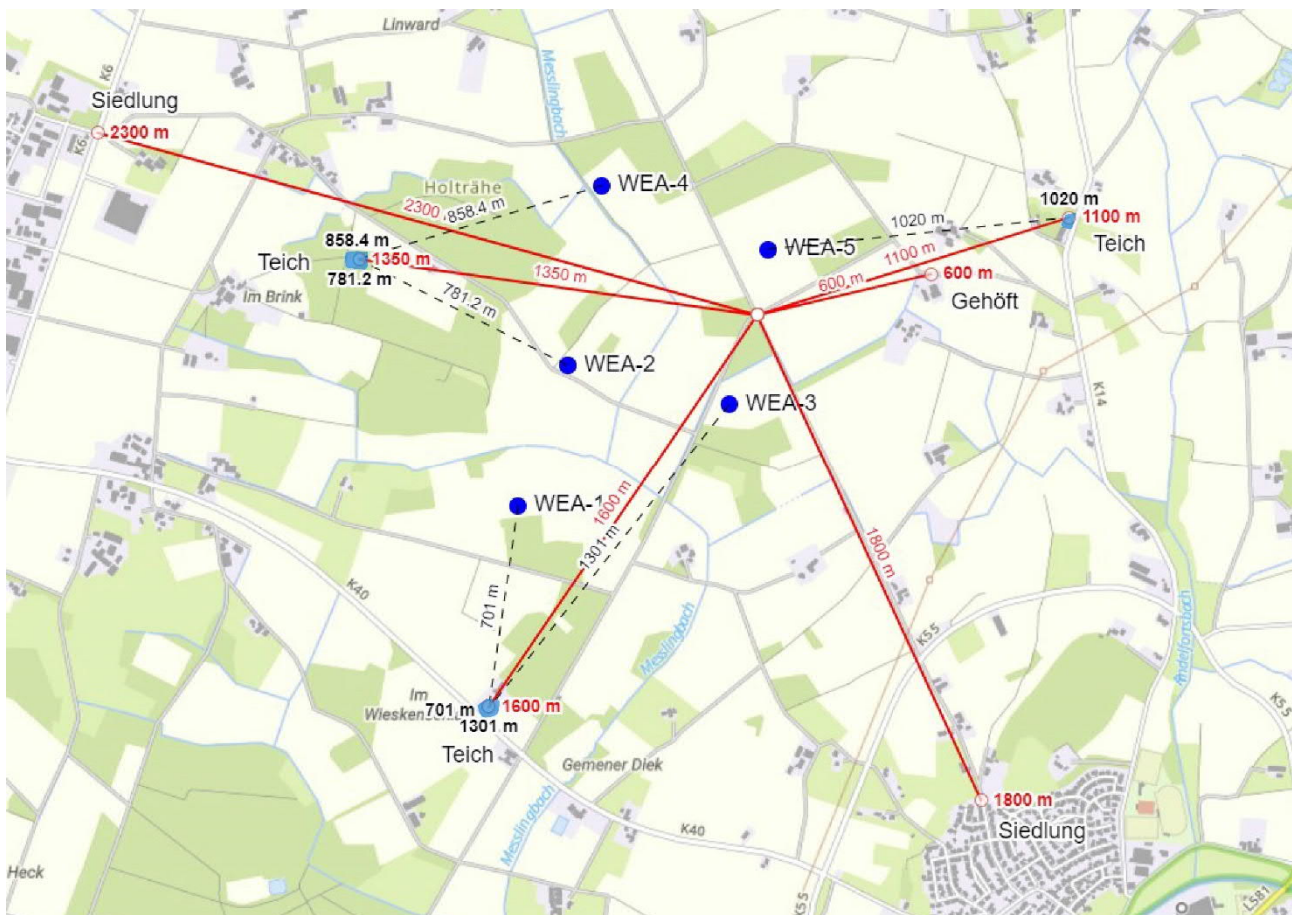 Linward
K6
Messlingbach
Siedlung
2300 m
K6
Holträhe
WEA-4
2300
858.4 m
1020 m
1020 m
1100 m
858.4 m
WEA-5
Teich
Teich
1350 m
1350 m
1100 m
600 m
600 m
781.2 m
Im Brink
781.2 m
Gehöft
WEA-2
WEA-3
K14
WEA-1
1600 m
1301 m
1800 m
K40
701 m
K55
Messlingbach
Im
701 m
1600 m
1301 m
K55
Teich
Gemener Diek
1800 m
Messlingbach
K40
Siedlung
Heck
K55
L581